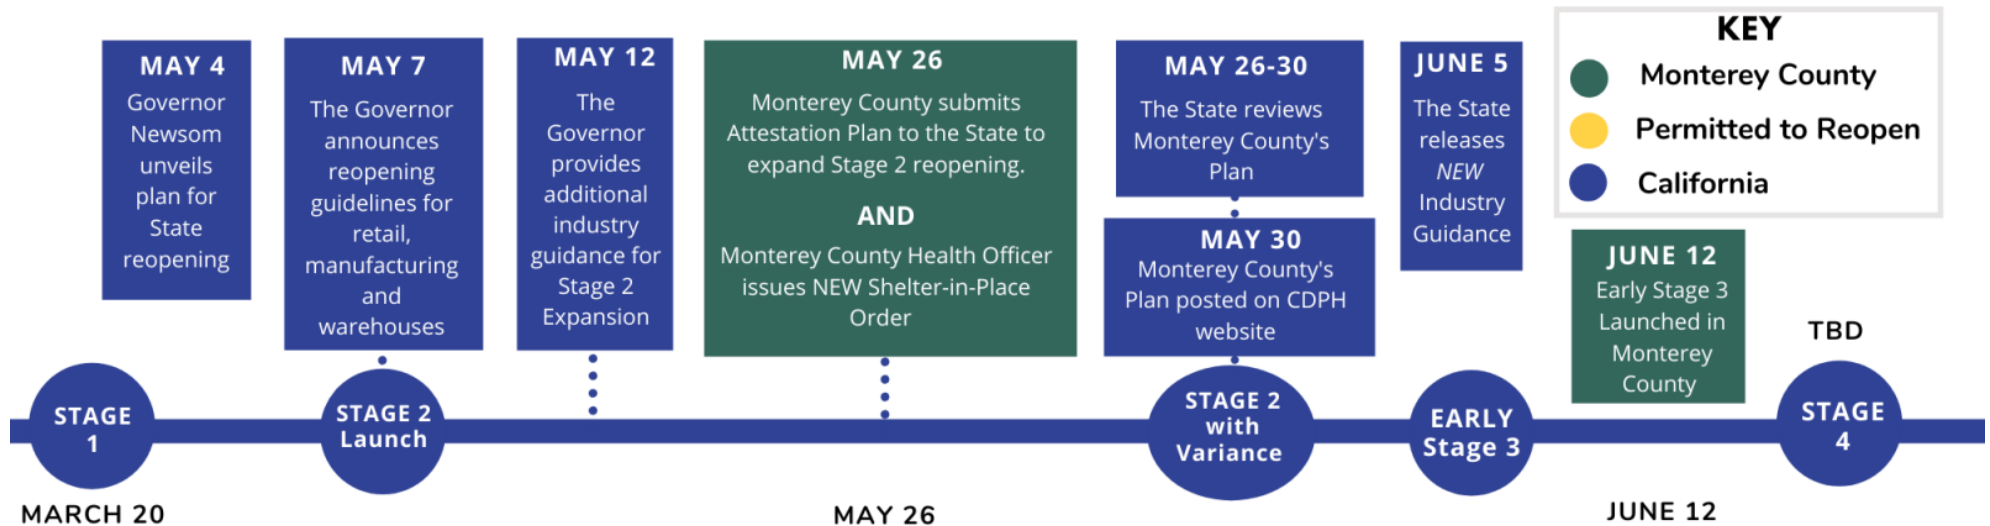 MAY 4
Governor
Newsom
unveils
plan for
State
reopening
MAY 7
The Governor
announces
reopening
guidelines for
retail,
manufacturing
and
warehouses
MAY 12
The
Governor
provides
additional
industry
guidance for
Stage 2
Expansion
MAY 26
Monterey County submits
Attestation Plan to the State to
expand Stage 2 reopening.
AND
Monterey County Health Officer
issues NEW Shelter-in-Place
Order
MAY 26-30
The State reviews
Monterey County's
Plan
MAY 30
Monterey County's
Plan posted on CDPH
website
JUNE 5
The State
releases
NEW
Industry
Guidance
KEY
Monterey County
Permitted to Reopen
California
JUNE 12
Early Stage 3
Launched in
Monterey
County
TBD
STAGE
1
STAGE 2
Launch
STAGE 2
with
Variance
EARLY
Stage 3
STAGE
4
MARCH 20
MAY 26
JUNE 12